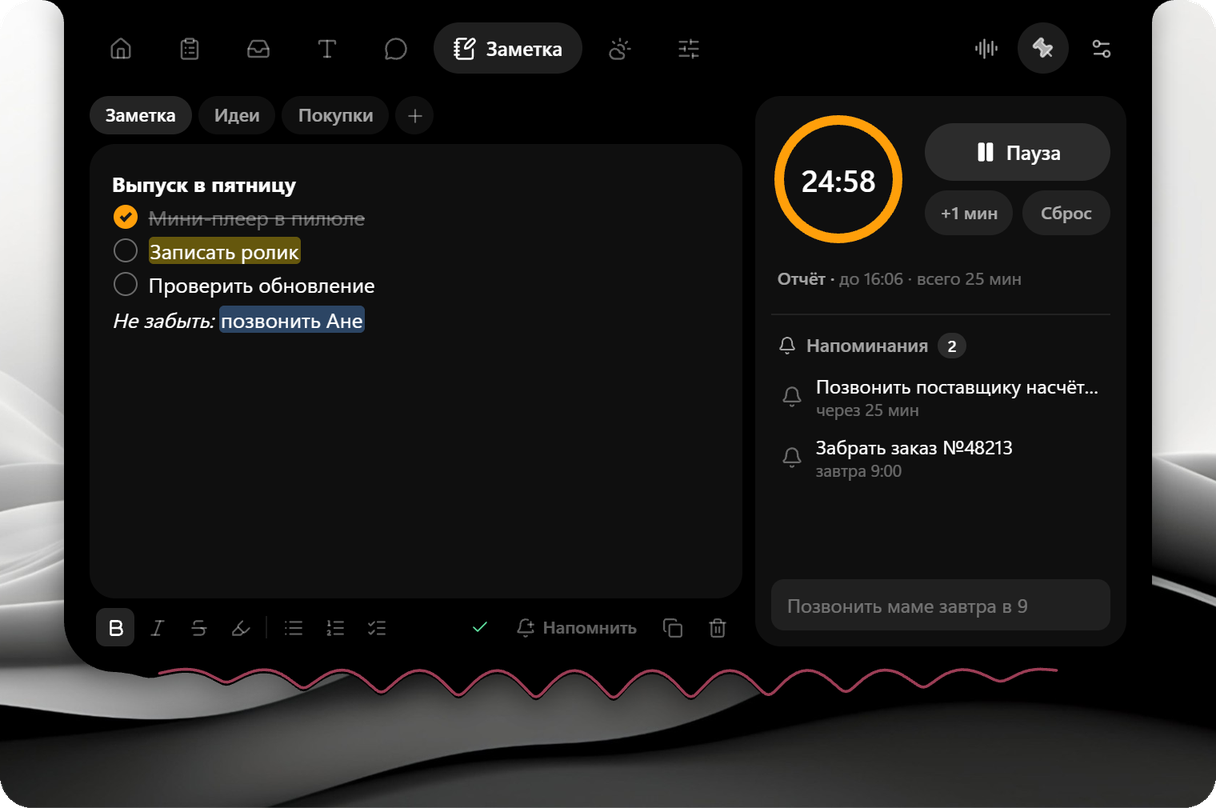 Заметка
Заметка
Идеи
Покупки
Выпуск в пятницу
Мини-плеер в пилюле
Записать ролик
Проверить обновление
Не забыть: позвонить Ане
Напомнить
24:58
Пауза
+1 мин
Сброс
Отчёт · до 16:06 · всего 25 мин
Напоминания 2
Позвонить поставщику насчёт...
через 25 мин
Забрать заказ №48213
завтра 9:00
Позвонить маме завтра в 9